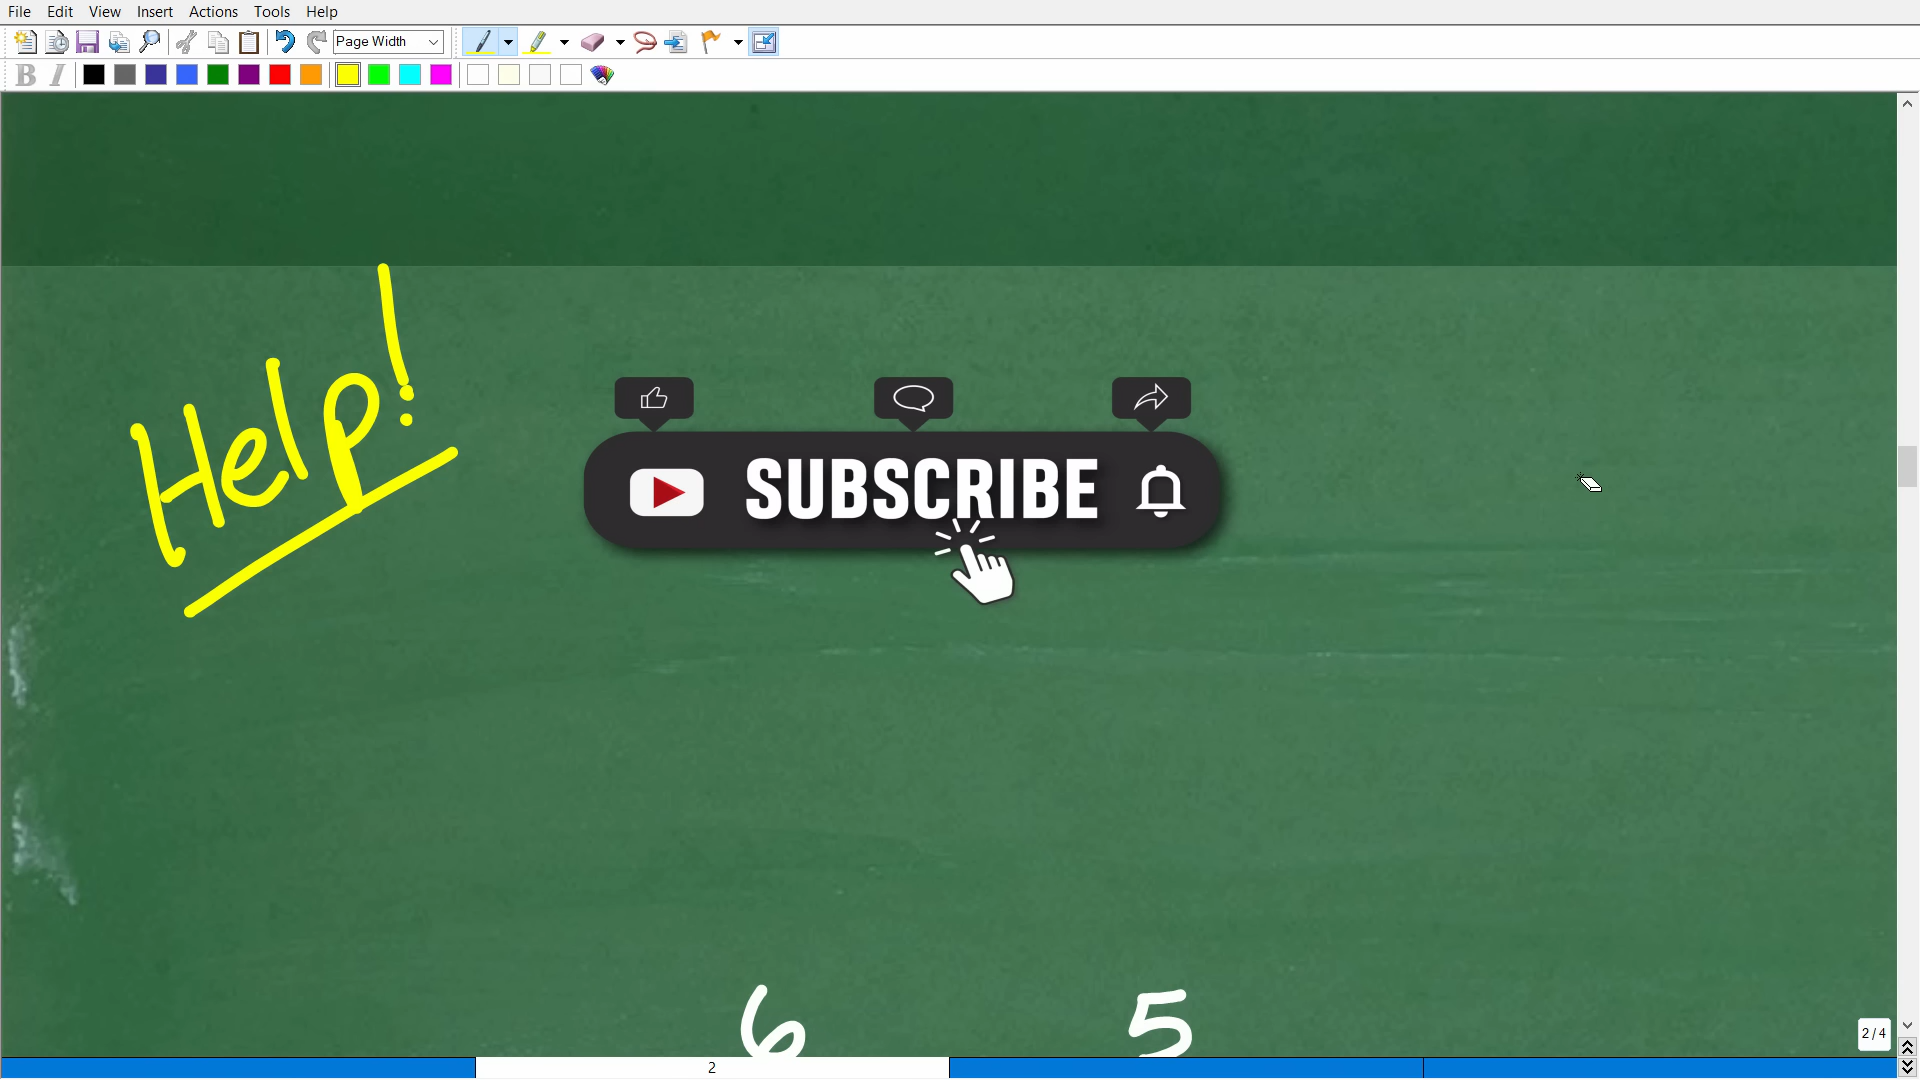 File Edit View Insert Actions Tools Help
Page Width
B I
Help!
SUBSCRIBE
6 5
2 / 4
2